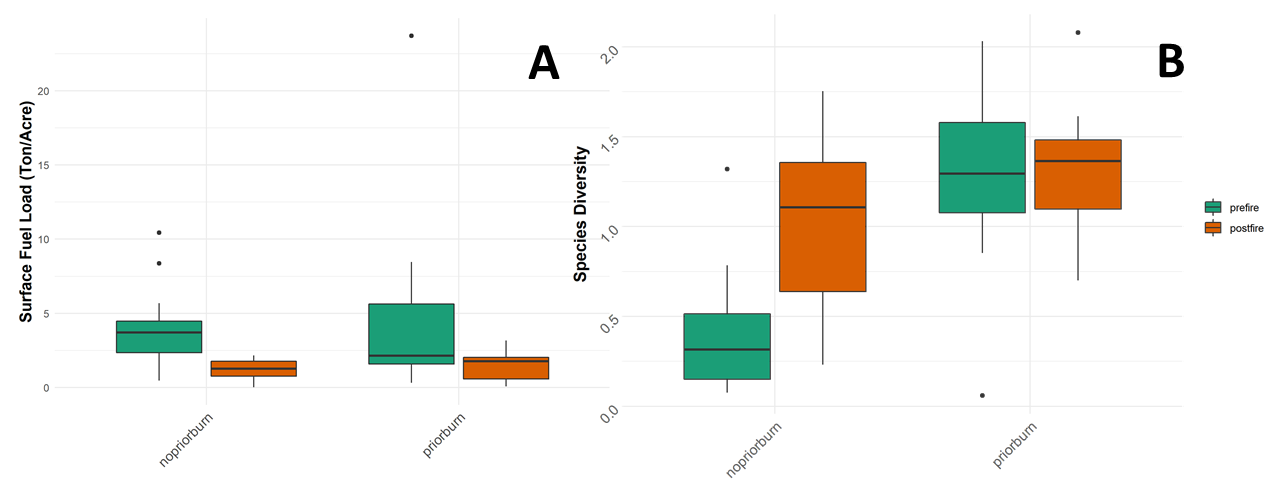 A
Surface Fuel Load (Ton/Acre)
20
15
10
5
0
nopriorburn
priorburn
B
Species Diversity
2.0
1.5
1.0
0.5
0.0
nopriorburn
priorburn
prefire
postfire